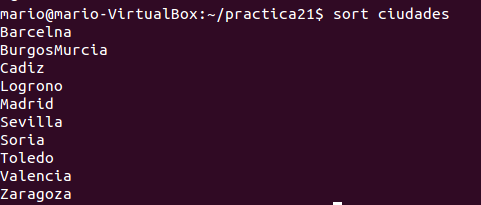 mario@mario-VirtualBox:~/practica21$ sort ciudades
Barcelna
BurgosMurcia
Cadiz
Logrono
Madrid
Sevilla
Soria
Toledo
Valencia
Zaragoza